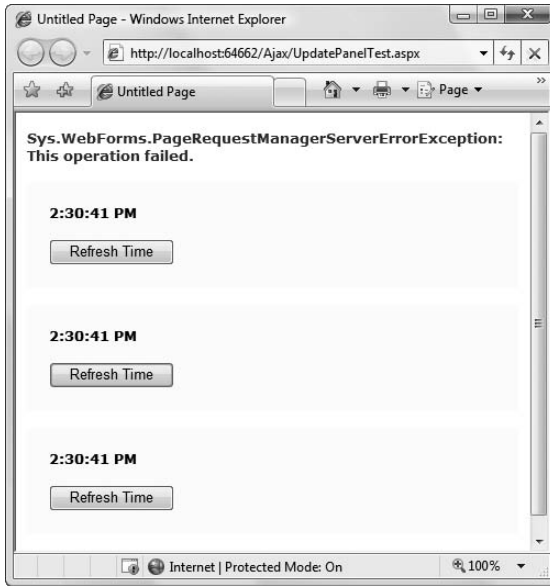 Untitled Page - Windows Internet Explorer
http://localhost:64662/Ajax/UpdatePanelTest.aspx
Untitled Page
Page
Sys.WebForms.PageRequestManagerServerErrorException:
This operation failed.
2:30:41 PM
Refresh Time
2:30:41 PM
Refresh Time
2:30:41 PM
Refresh Time
Internet | Protected Mode: On
100%